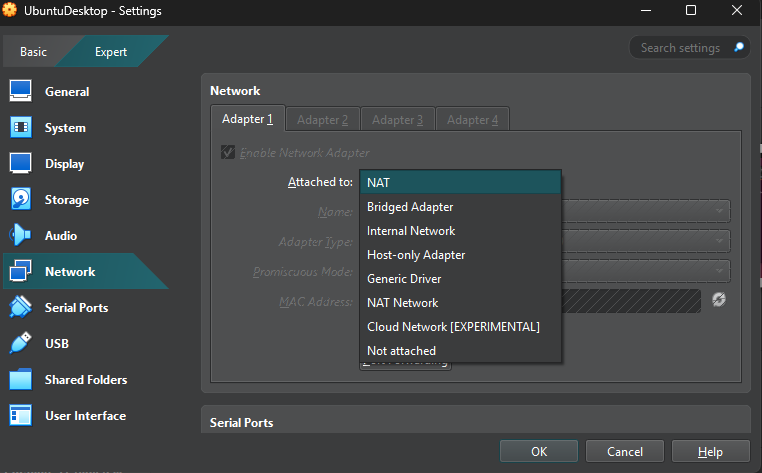 UbuntuDesktop - Settings
Basic
Expert
Search settings
General
System
Display
Storage
Audio
Network
Serial Ports
USB
Shared Folders
User Interface
Network
Adapter 1
Adapter 2
Adapter 3
Adapter 4
Enable Network Adapter
Attached to:
NAT
Bridged Adapter
Internal Network
Host-only Adapter
Generic Driver
NAT Network
Cloud Network [EXPERIMENTAL]
Not attached
Name:
Adapter Type:
Promiscuous Mode:
MAC Address:
Serial Ports
OK
Cancel
Help